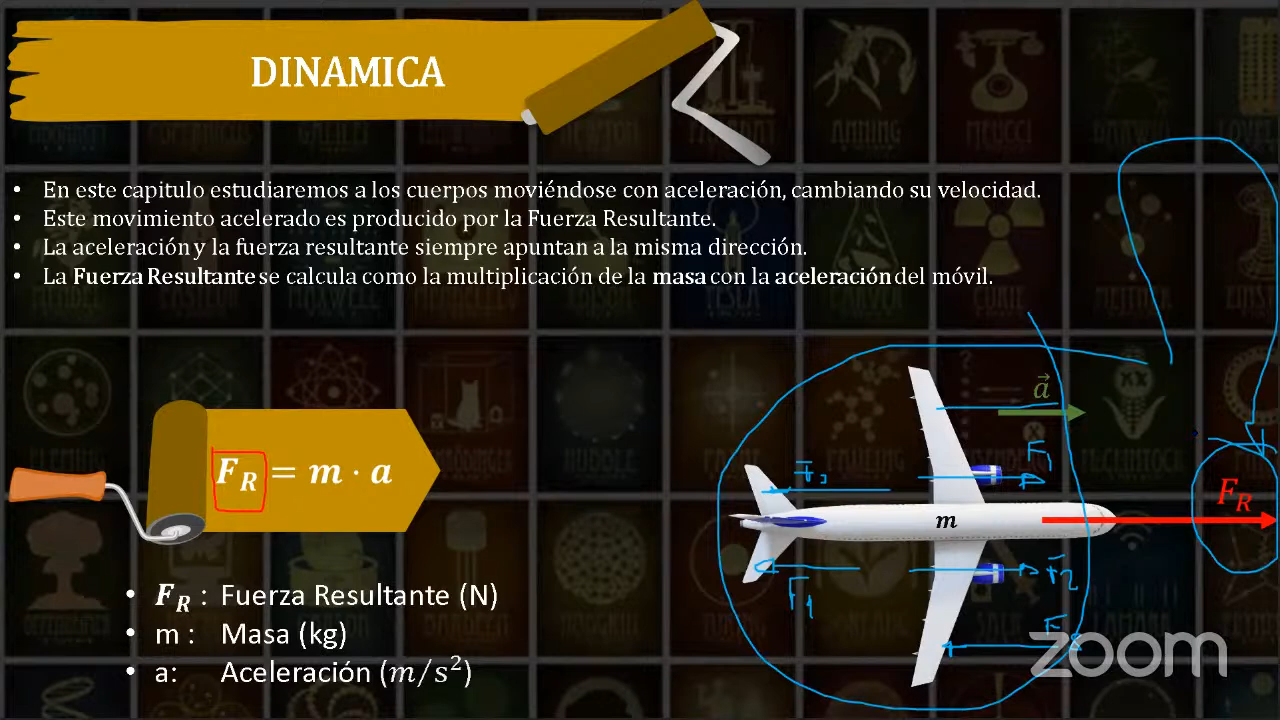 DINAMICA
• En este capitulo estudiaremos a los cuerpos moviéndose con aceleración, cambiando su velocidad.
• Este movimiento acelerado es producido por la Fuerza Resultante.
• La aceleración y la fuerza resultante siempre apuntan a la misma dirección.
• La Fuerza Resultante se calcula como la multiplicación de la masa con la aceleración del móvil.
F_R = m · a
• F_R : Fuerza Resultante (N)
• m : Masa (kg)
• a: Aceleración (m/s²)
a⃗
F1
F3
F_R
m
F2
F1
F
zoom